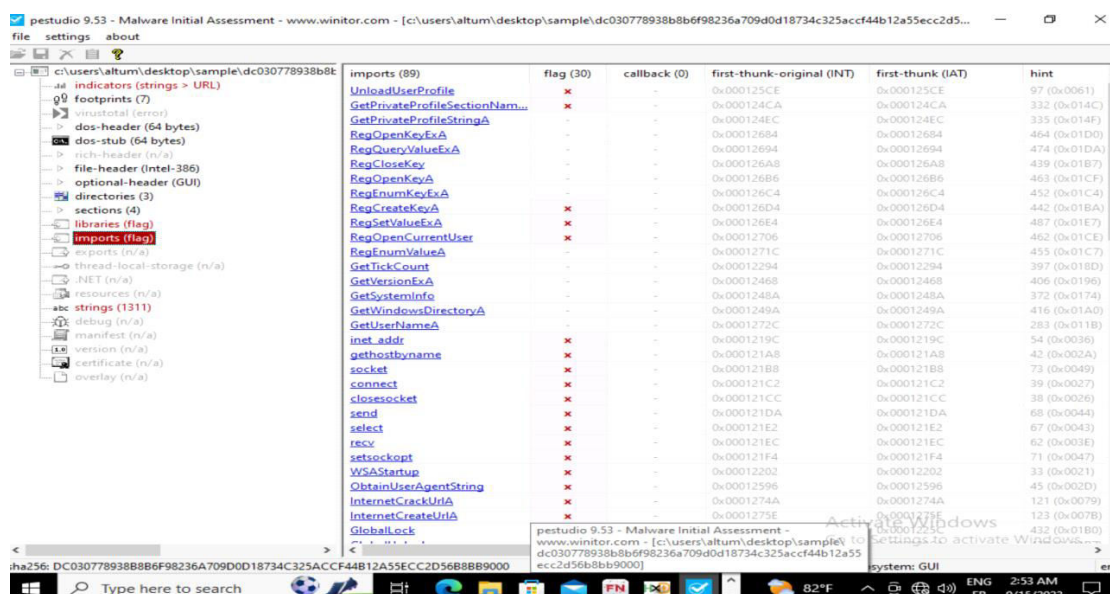 pestudio 9.53 - Malware Initial Assessment - www.winitor.com - [c:\users\altum\desktop\sample\dc030778938b8b6f98236a709d0d18734c325accf44b12a55ecc2d5...
file settings about
c:\users\altum\desktop\sample\dc030778938b8b
indicators (strings > URL)
footprints (7)
virustotal (error)
dos-header (64 bytes)
dos-stub (64 bytes)
rich-header (n/a)
file-header (Intel-386)
optional-header (GUI)
directories (3)
sections (4)
libraries (flag)
imports (flag)
exports (n/a)
thread-local-storage (n/a)
.NET (n/a)
resources (n/a)
abc strings (1311)
debug (n/a)
manifest (n/a)
1.0 version (n/a)
certificate (n/a)
overlay (n/a)
imports (89) flag (30) callback (0) first-thunk-original (INT) first-thunk (IAT) hint
UnloadUserProfile x - 0x000125CE 0x000125CE 97 (0x0061)
GetPrivateProfileSectionNam... x - 0x000124CA 0x000124CA 332 (0x014C)
GetPrivateProfileStringA - - 0x000124EC 0x000124EC 335 (0x014F)
RegOpenKeyExA - - 0x00012684 0x00012684 464 (0x01D0)
RegQueryValueExA - - 0x00012694 0x00012694 474 (0x01DA)
RegCloseKey - - 0x000126A8 0x000126A8 439 (0x01B7)
RegOpenKeyA - - 0x000126B6 0x000126B6 463 (0x01CF)
RegEnumKeyExA - - 0x000126C4 0x000126C4 452 (0x01C4)
RegCreateKeyA x - 0x000126D4 0x000126D4 442 (0x01BA)
RegSetValueExA x - 0x000126E4 0x000126E4 487 (0x01E7)
RegOpenCurrentUser x - 0x00012706 0x00012706 462 (0x01CE)
RegEnumValueA - - 0x0001271C 0x0001271C 455 (0x01C7)
GetTickCount - - 0x00012294 0x00012294 397 (0x018D)
GetVersionExA - - 0x00012468 0x00012468 406 (0x0196)
GetSystemInfo - - 0x0001248A 0x0001248A 372 (0x0174)
GetWindowsDirectoryA - - 0x0001249A 0x0001249A 416 (0x01A0)
GetUserNameA - - 0x0001272C 0x0001272C 283 (0x011B)
inet_addr x - 0x0001219C 0x0001219C 54 (0x0036)
gethostbyname x - 0x000121A8 0x000121A8 42 (0x002A)
socket x - 0x000121B8 0x000121B8 73 (0x0049)
connect x - 0x000121C2 0x000121C2 39 (0x0027)
closesocket x - 0x000121CC 0x000121CC 38 (0x0026)
send x - 0x000121DA 0x000121DA 68 (0x0044)
select x - 0x000121E2 0x000121E2 67 (0x0043)
recv x - 0x000121EC 0x000121EC 62 (0x003E)
setsockopt x - 0x000121F4 0x000121F4 71 (0x0047)
WSAStartup x - 0x00012202 0x00012202 33 (0x0021)
ObtainUserAgentString x - 0x00012596 0x00012596 45 (0x002D)
InternetCrackUrlA x - 0x0001274A 0x0001274A 121 (0x0079)
InternetCreateUrlA x - 0x0001275E 0x0001275E 123 (0x007B)
GlobalLock 0x0001225C 432 (0x01B0)
Activate Windows
to Settings to activate Windows.
pestudio 9.53 - Malware Initial Assessment -
www.winitor.com - [c:\users\altum\desktop\sample\
dc030778938b8b6f98236a709d0d18734c325accf44b12a55
ecc2d56b8bb9000]
ha256: DC030778938B8B6F98236A709D0D18734C325ACCF44B12A55ECC2D56B8BB9000
system: GUI
Type here to search
FN
82°F
ENG 2:53 AM